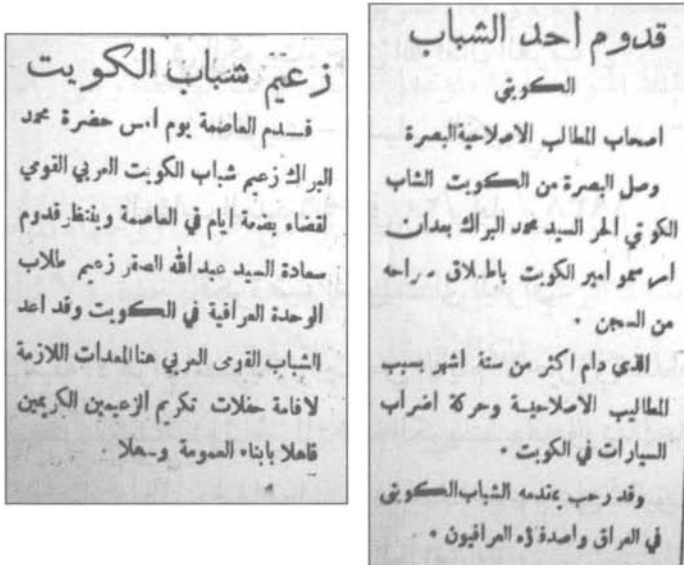 قدوم احد الشباب
الكويتي
اصحاب المطالب الاصلاحية البصرة
وصل البصرة من الكويت الشاب
الكويتي الحر السيد محمد البراك بعدان
امر سمو امير الكويت باطلاق سراحه
من السجن .
الذي دام اكثر من ستة اشهر بسبب
المطاليب الاصلاحية وحركة اضراب
السيارات في الكويت .
وقد رحب بمقدمه الشباب الكويتي
في العراق واصدقاؤه العراقيون .
زعيم شباب الكويت
قدم العاصمة يوم امس حضرة محمد
البراك زعيم شباب الكويت العربي القومي
لقضاء بضعة ايام في العاصمة وينتظر قدوم
سعادة السيد عبد الله الصقر زعيم طلاب
الوحدة العراقية في الكويت وقد اعد
الشباب القومي العربي هنا المعدات اللازمة
لاقامة حفلات تكريم الزعيمين الكريمين
فاهلا بابناء العمومة وسهلا .